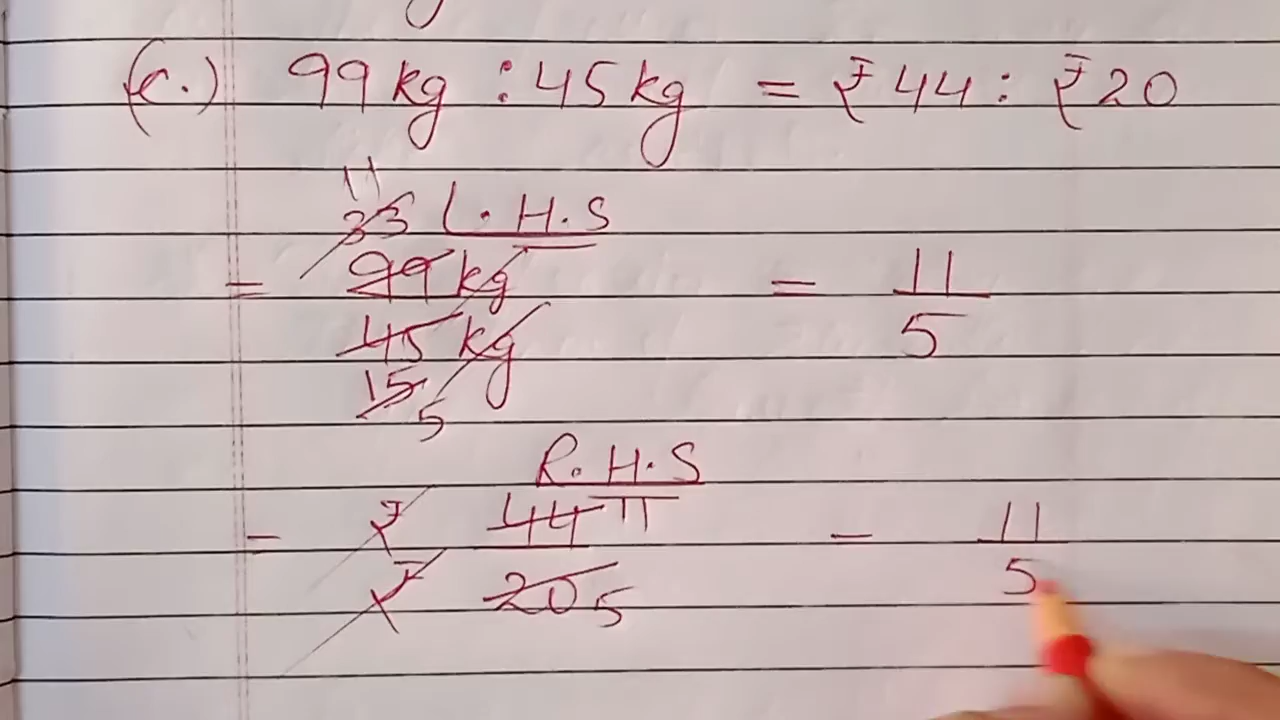 (c.) 99 kg : 45 kg = ₹ 44 : ₹ 20
11
33 L.H.S
= 99 kg = 11
45 kg 5
15 5
R.H.S
- ₹ 44 11 - 11
₹ 20 5 5